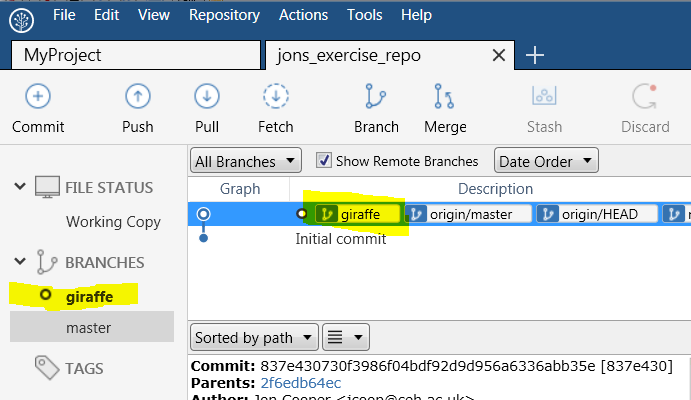 File Edit View Repository Actions Tools Help
MyProject jons_exercise_repo
Commit Push Pull Fetch Branch Merge Stash Discard
All Branches Show Remote Branches Date Order
FILE STATUS
Working Copy
BRANCHES
giraffe
master
TAGS
Graph Description
giraffe origin/master origin/HEAD
Initial commit
Sorted by path
Commit: 837e430730f3986f04bdf92d9d956a6336abb35e [837e430]
Parents: 2f6edb64ec
Author: Jon Cooper